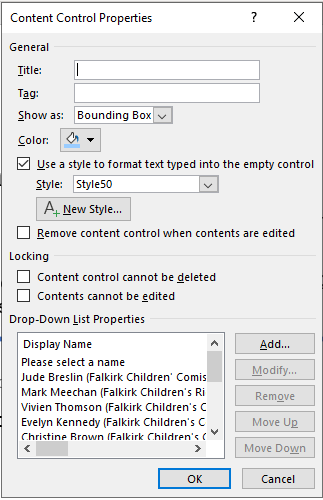 Content Control Properties
General
Title:
Tag:
Show as: Bounding Box
Color:
Use a style to format text typed into the empty control
Style: Style50
New Style...
Remove content control when contents are edited
Locking
Content control cannot be deleted
Contents cannot be edited
Drop-Down List Properties
Display Name
Please select a name
Jude Breslin (Falkirk Children' Comis
Mark Meechan (Falkirk Children's Ri
Vivien Thomson (Falkirk Children's C
Evelyn Kennedy (Falkirk Children's C
Christine Brown (Falkirk Children's
Add...
Modify...
Remove
Move Up
Move Down
OK Cancel